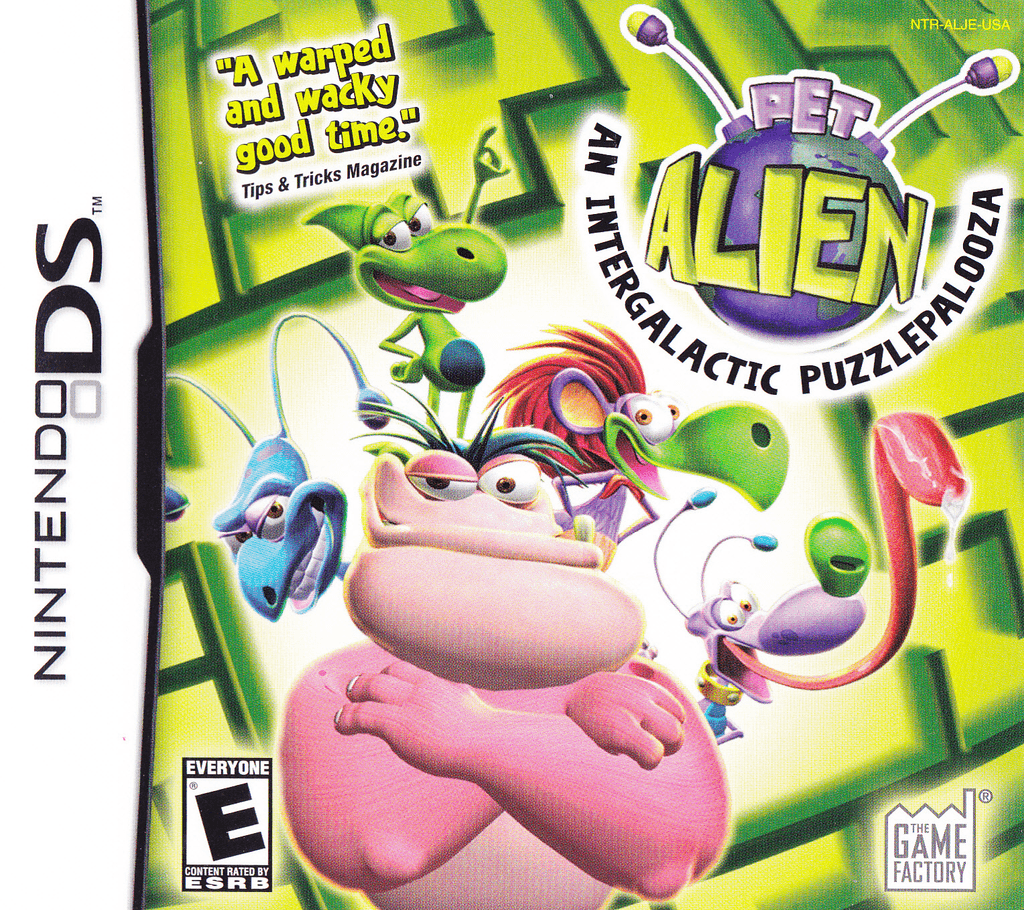 NINTENDO DS™
"A warped
and wacky
good time."
Tips & Tricks Magazine
NTR-ALJE-USA
PET
ALIEN
AN INTERGALACTIC PUZZLEPALOOZA
EVERYONE
®
E
CONTENT RATED BY
ESRB
THE
GAME
FACTORY
®